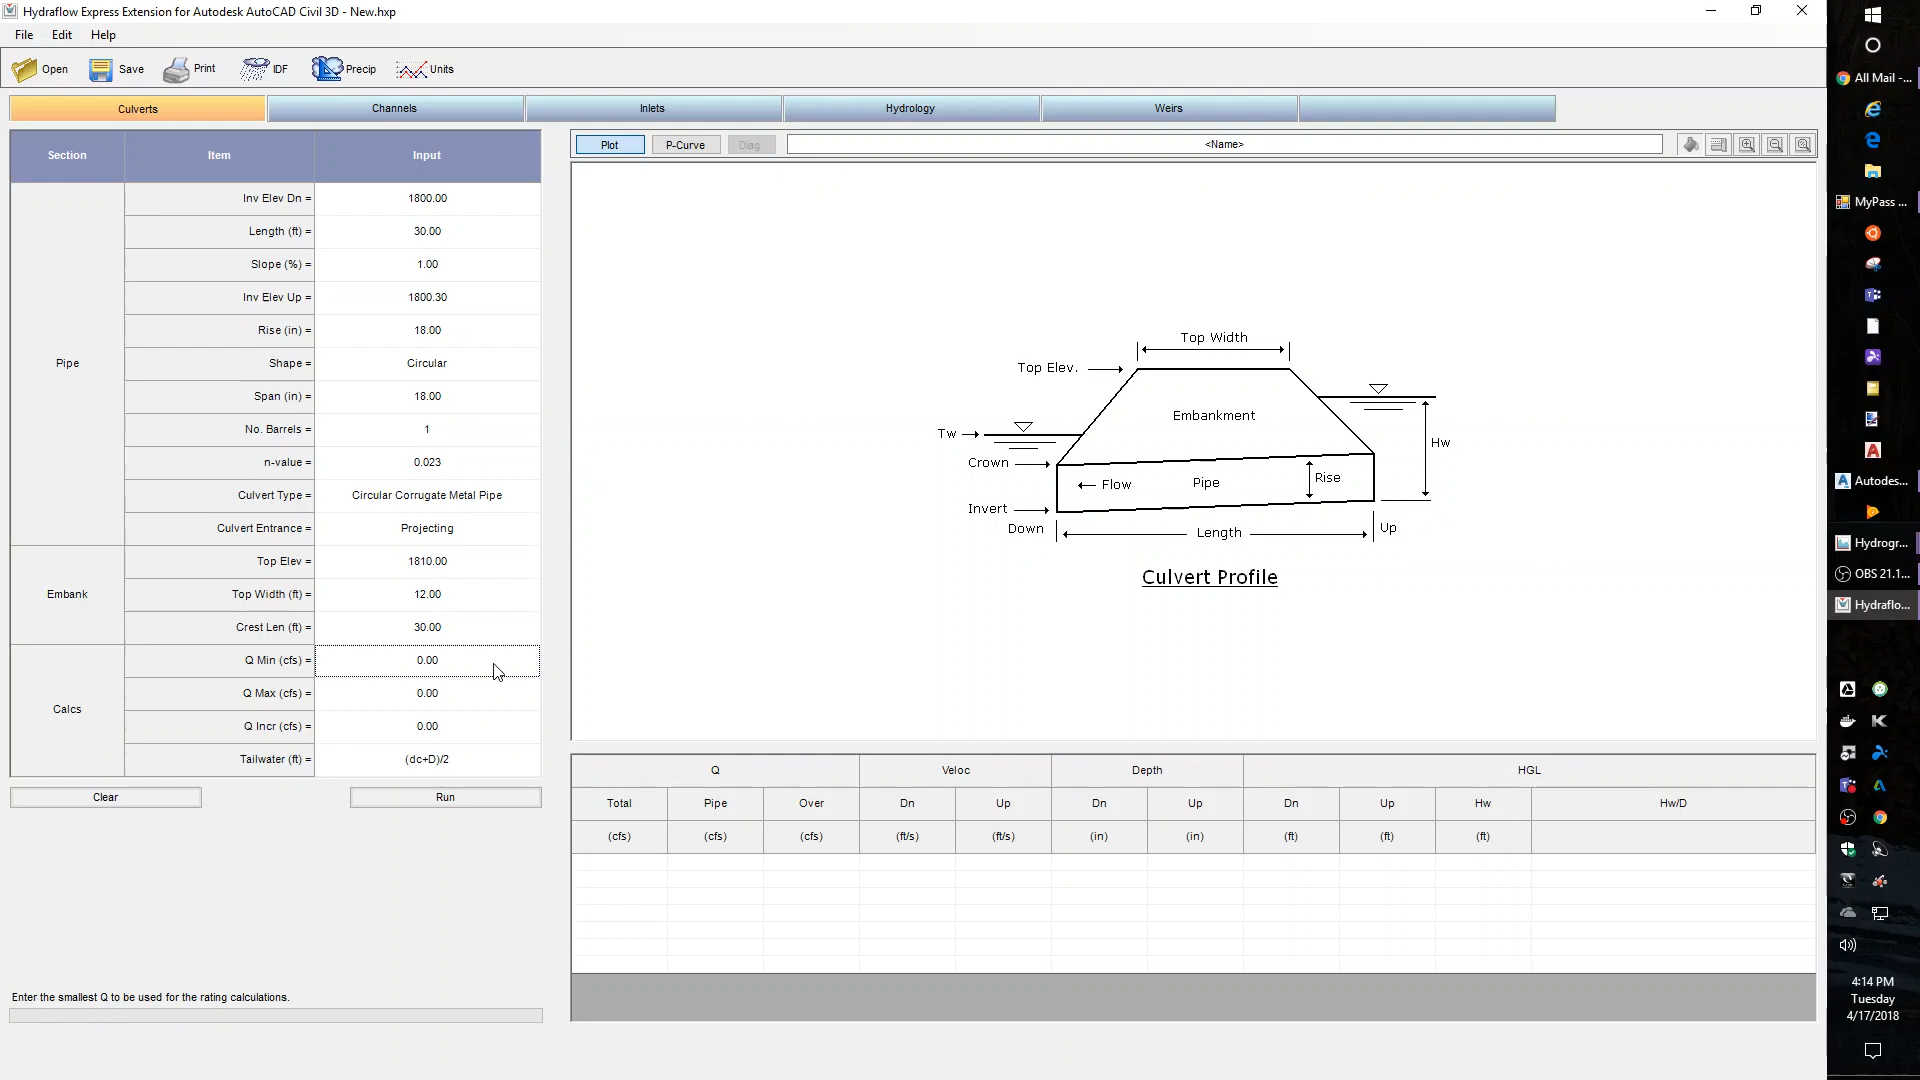 Hydraflow Express Extension for Autodesk AutoCAD Civil 3D - New.hxp
File Edit Help
Open Save Print IDF Precip Units
Culverts Channels Inlets Hydrology Weirs
Section Item Input
Pipe
Inv Elev Dn = 1800.00
Length (ft) = 30.00
Slope (%) = 1.00
Inv Elev Up = 1800.30
Rise (in) = 18.00
Shape = Circular
Span (in) = 18.00
No. Barrels = 1
n-value = 0.023
Culvert Type = Circular Corrugate Metal Pipe
Culvert Entrance = Projecting
Embank
Top Elev = 1810.00
Top Width (ft) = 12.00
Crest Len (ft) = 30.00
Calcs
Q Min (cfs) = 0.00
Q Max (cfs) = 0.00
Q Incr (cfs) = 0.00
Tailwater (ft) = (dc+D)/2
Clear Run
Enter the smallest Q to be used for the rating calculations.
Plot P-Curve Diag <Name>
Top Width
Top Elev.
Embankment
Tw
Hw
Crown
Flow Pipe Rise
Invert
Down Length Up
Culvert Profile
Q Veloc Depth HGL
Total Pipe Over Dn Up Dn Up Dn Up Hw Hw/D
(cfs) (cfs) (cfs) (ft/s) (ft/s) (in) (in) (ft) (ft) (ft)
All Mail -...
MyPass ...
Autodes...
Hydrogr...
OBS 21.1...
Hydraflo...
4:14 PM
Tuesday
4/17/2018